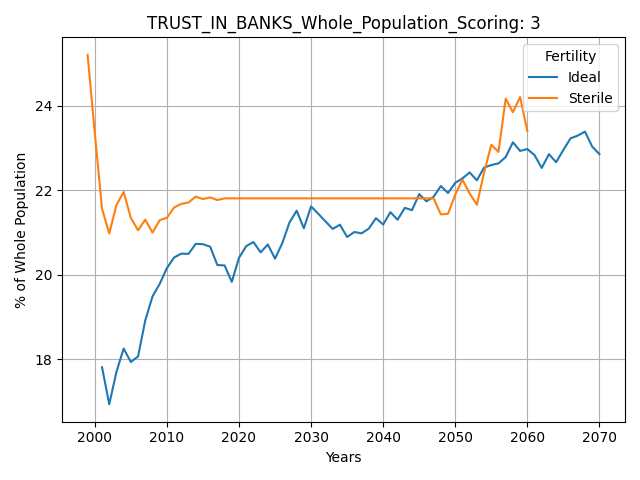 TRUST_IN_BANKS_Whole_Population_Scoring: 3
Fertility
Ideal
Sterile
% of Whole Population
24
22
20
18
2000 2010 2020 2030 2040 2050 2060 2070
Years